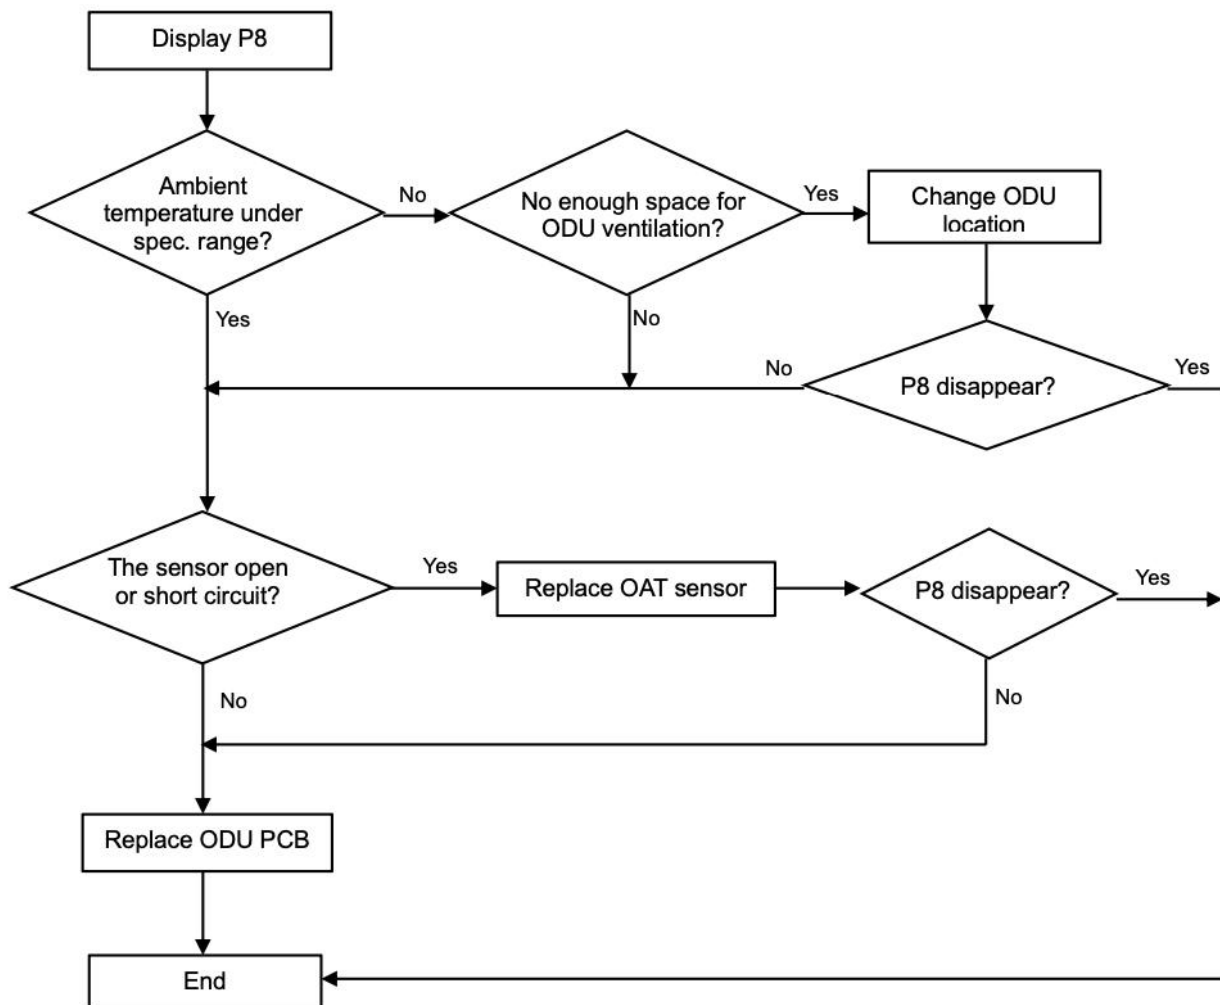 Display P8
Ambient
temperature under
spec. range?
No
No enough space for
ODU ventilation?
Yes
Change ODU
location
Yes
No
No
P8 disappear?
Yes
The sensor open
or short circuit?
Yes
Replace OAT sensor
P8 disappear?
Yes
No
No
Replace ODU PCB
End